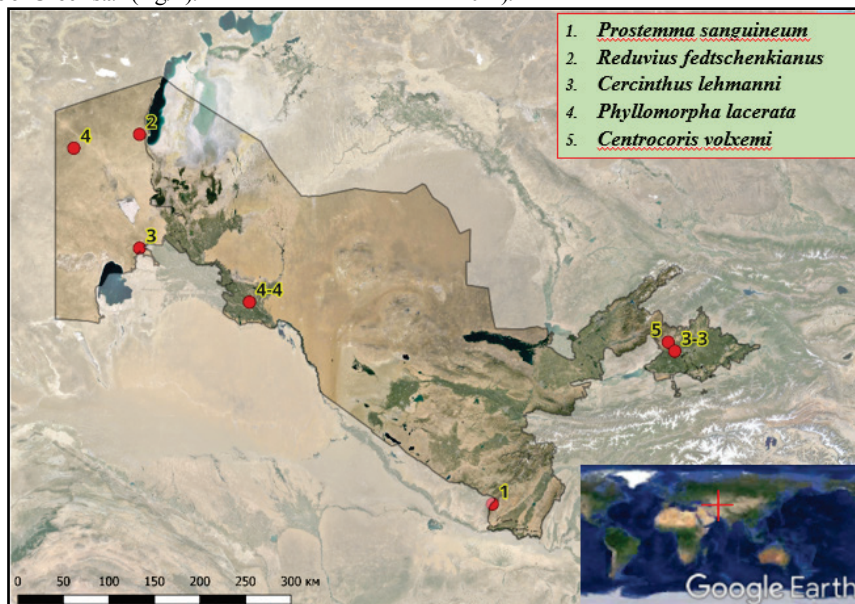 1. Prostemma sanguineum
2. Reduvius fedtschenkianus
3. Cercinthus lehmanni
4. Phyllomorpha lacerata
5. Centrocoris volxemi
2
4
3
4-4
5
3-3
1
0 50 100 150 200 250 300 км
Google Earth